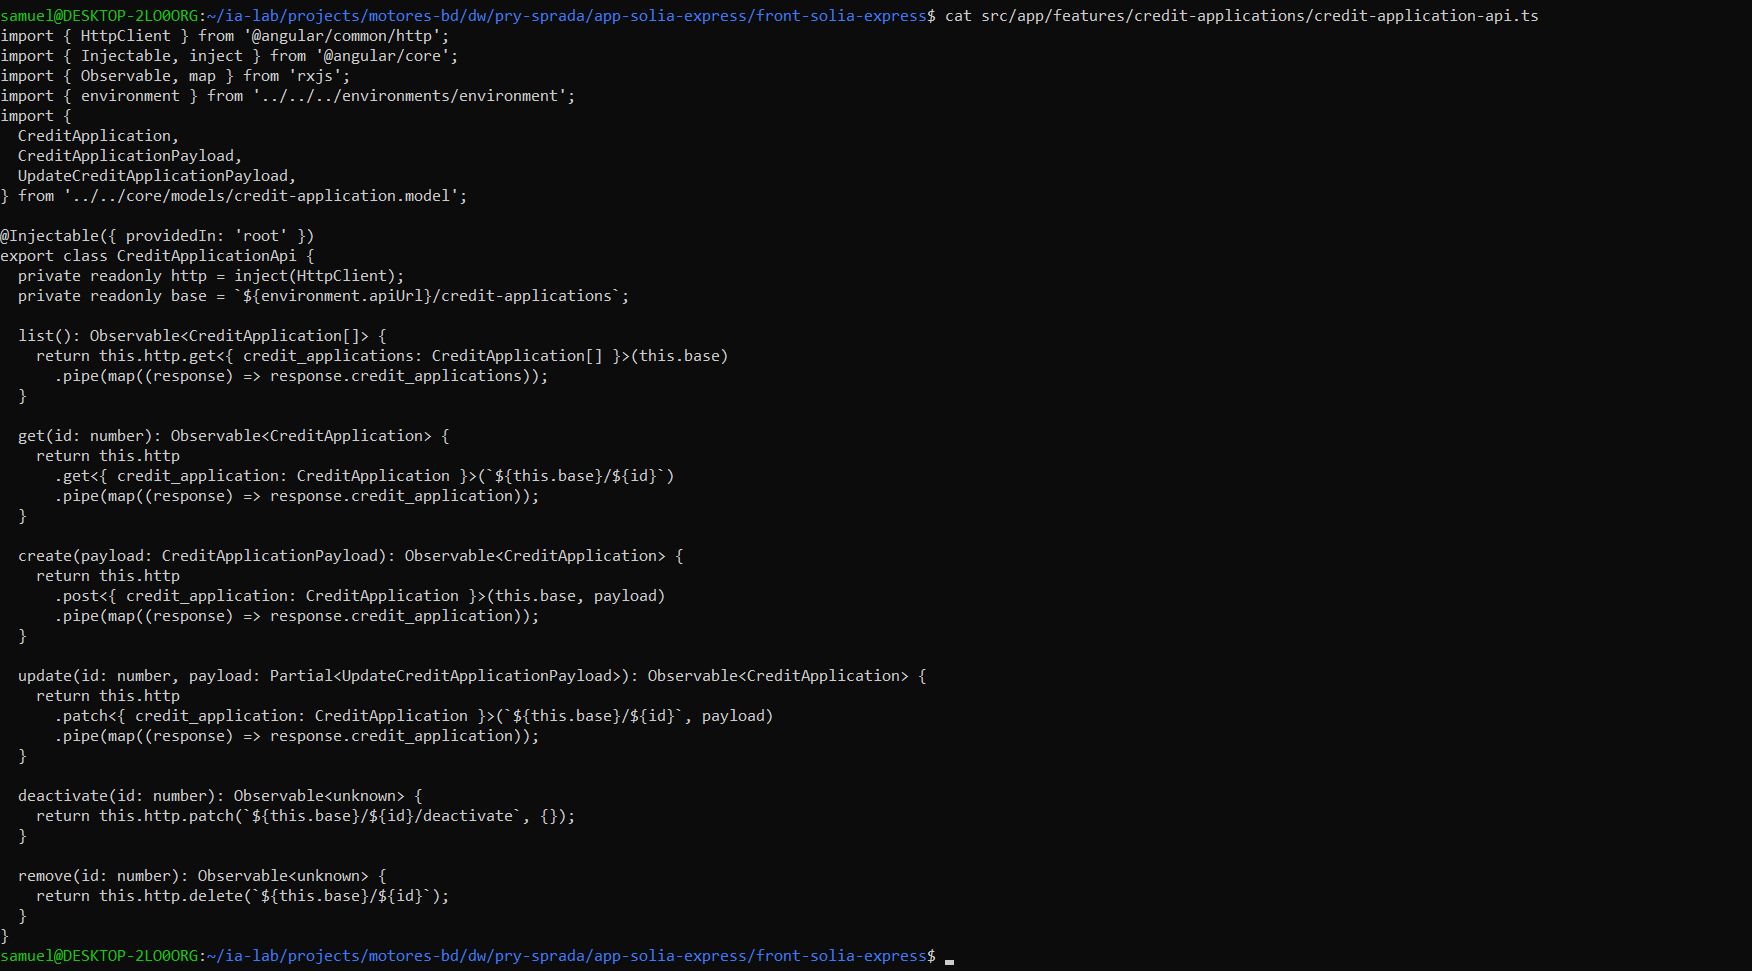 samuel@DESKTOP-2LO0ORG:~/ia-lab/projects/motores-bd/dw/pry-sprada/app-solia-express/front-solia-express$ cat src/app/features/credit-applications/credit-application-api.ts
import { HttpClient } from '@angular/common/http';
import { Injectable, inject } from '@angular/core';
import { Observable, map } from 'rxjs';
import { environment } from '../../../environments/environment';
import {
  CreditApplication,
  CreditApplicationPayload,
  UpdateCreditApplicationPayload,
} from '../../core/models/credit-application.model';

@Injectable({ providedIn: 'root' })
export class CreditApplicationApi {
  private readonly http = inject(HttpClient);
  private readonly base = `${environment.apiUrl}/credit-applications`;

  list(): Observable<CreditApplication[]> {
    return this.http.get<{ credit_applications: CreditApplication[] }>(this.base)
      .pipe(map((response) => response.credit_applications));
  }

  get(id: number): Observable<CreditApplication> {
    return this.http
      .get<{ credit_application: CreditApplication }>(`${this.base}/${id}`)
      .pipe(map((response) => response.credit_application));
  }

  create(payload: CreditApplicationPayload): Observable<CreditApplication> {
    return this.http
      .post<{ credit_application: CreditApplication }>(this.base, payload)
      .pipe(map((response) => response.credit_application));
  }

  update(id: number, payload: Partial<UpdateCreditApplicationPayload>): Observable<CreditApplication> {
    return this.http
      .patch<{ credit_application: CreditApplication }>(`${this.base}/${id}`, payload)
      .pipe(map((response) => response.credit_application));
  }

  deactivate(id: number): Observable<unknown> {
    return this.http.patch(`${this.base}/${id}/deactivate`, {});
  }

  remove(id: number): Observable<unknown> {
    return this.http.delete(`${this.base}/${id}`);
  }
}
samuel@DESKTOP-2LO0ORG:~/ia-lab/projects/motores-bd/dw/pry-sprada/app-solia-express/front-solia-express$